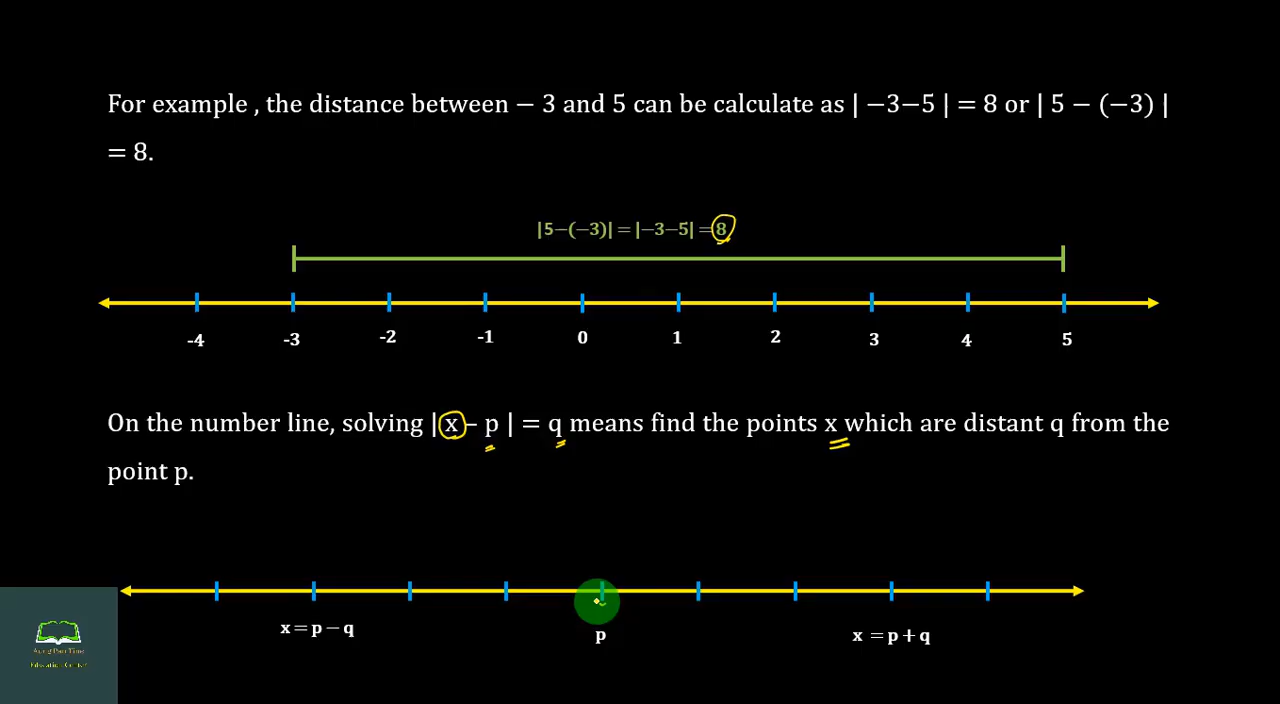 For example , the distance between − 3 and 5 can be calculate as | −3−5 | = 8 or | 5 − (−3) |
= 8.
|5−(−3)| = |−3−5| = 8
-4 -3 -2 -1 0 1 2 3 4 5
On the number line, solving | x – p | = q means find the points x which are distant q from the
point p.
x = p − q p x = p + q
Education Center